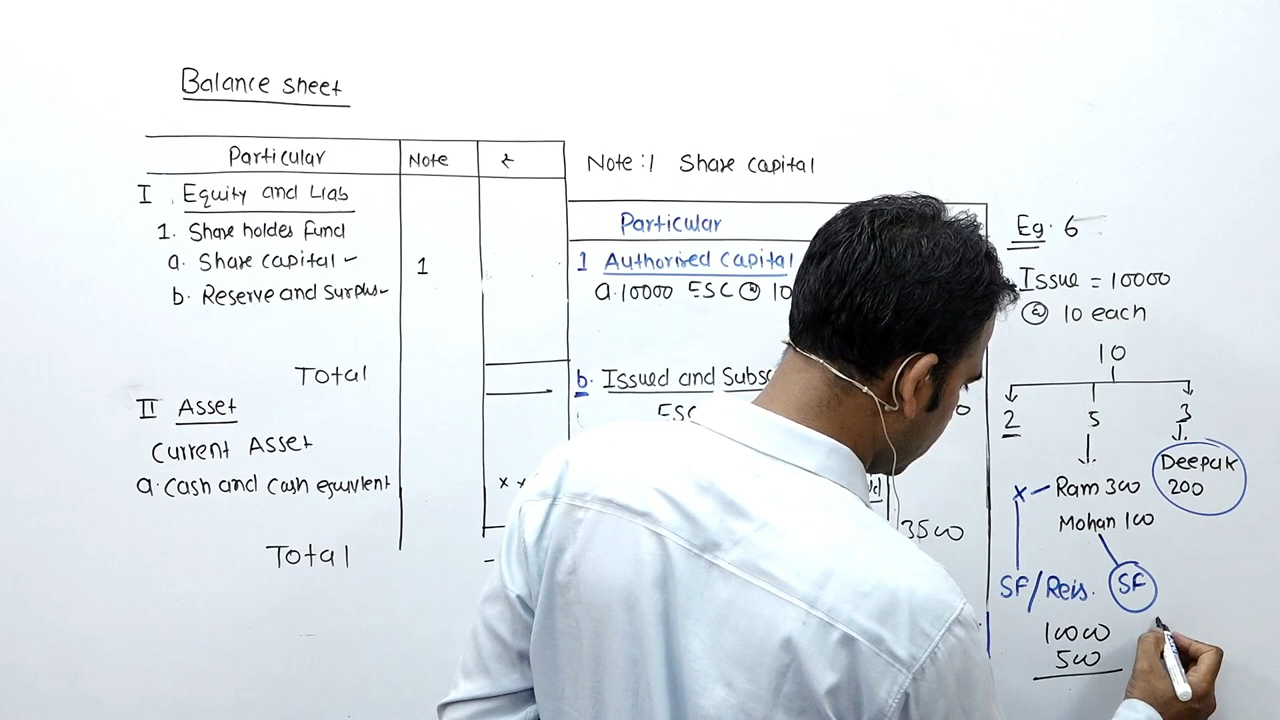 Balance sheet
Particular Note ₹
I Equity and Liab
1. Share holdes fund
a. Share capital 1
b. Reserve and Surplus
Total
II Asset
Current Asset
a. Cash and Cash equivlent x x
Total
Note :1 Share capital
Particular
1 Authorised capital
a. 10000 ESC @ 10
b. Issued and Subsc
ESC
3500
Eg. 6
Issue = 10000
@ 10 each
10
2 5 3
x Ram 300 Deepak
200
Mohan 100
SF/Reis. SF
10000
500